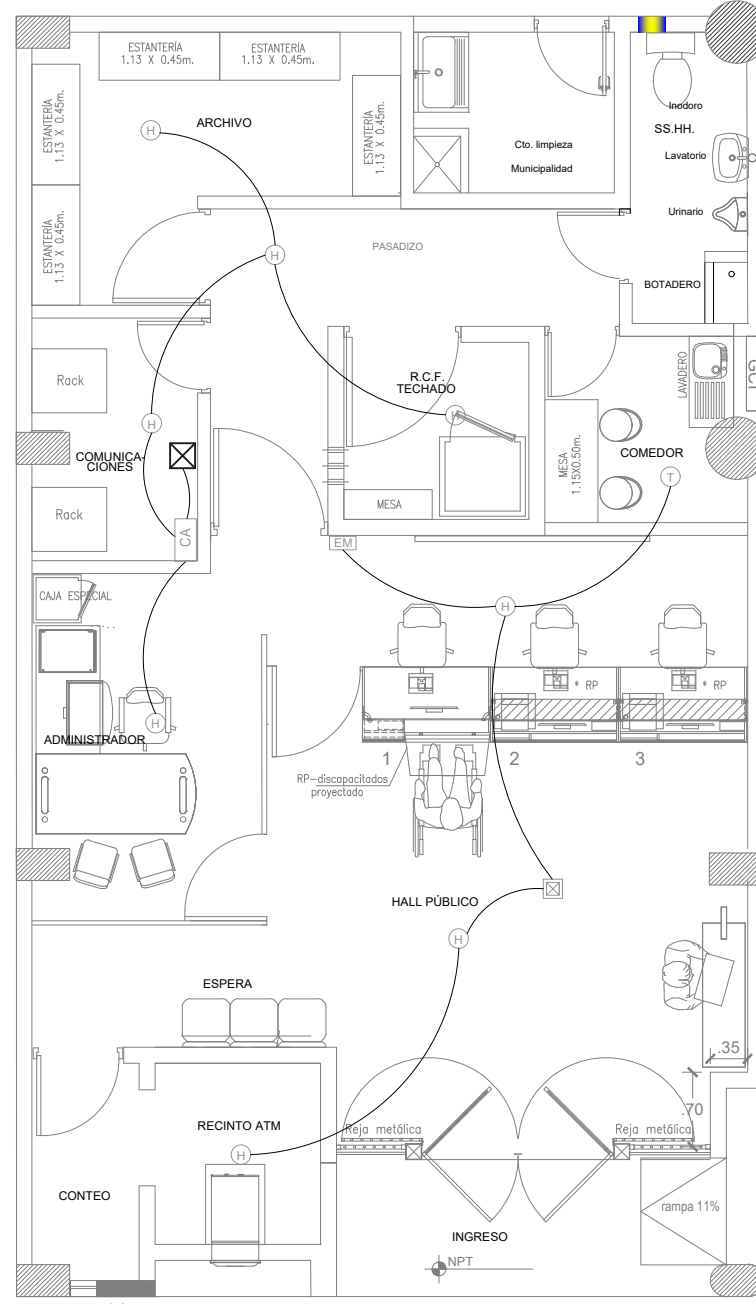 ESTANTERÍA
1.13 X 0.45m.
ESTANTERÍA
1.13 X 0.45m.
ESTANTERÍA
1.13 X 0.45m.
ESTANTERÍA
1.13 X 0.45m.
ESTANTERÍA
1.13 X 0.45m.
H
ARCHIVO
Cto. limpieza
Municipalidad
Inodoro
SS.HH.
Lavatorio
Urinario
BOTADERO
PASADIZO
H
Rack
H
COMUNICA-
CIONES
Rack
CA
R.C.F.
TECHADO
H
MESA
MESA
1.15X0.50m.
LAVADERO
GCI
COMEDOR
T
EM
H
CAJA ESPECIAL
H
ADMINISTRADOR
* RP
* RP
1
2
3
RP-discapacitados
proyectado
HALL PÚBLICO
H
ESPERA
.35
.70
RECINTO ATM
H
Reja metálica
Reja metálica
CONTEO
INGRESO
NPT
rampa 11%